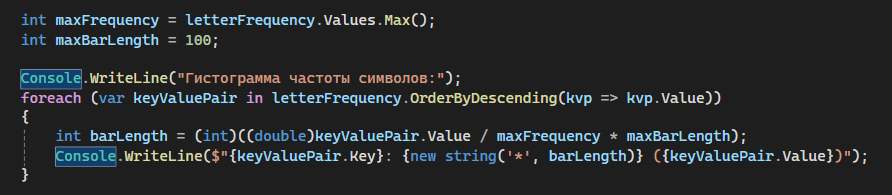 int maxFrequency = letterFrequency.Values.Max();
int maxBarLength = 100;
Console.WriteLine("Гистограмма частоты символов:");
foreach (var keyValuePair in letterFrequency.OrderByDescending(kvp => kvp.Value))
{
int barLength = (int)((double)keyValuePair.Value / maxFrequency * maxBarLength);
Console.WriteLine($"{keyValuePair.Key}: {new string('*', barLength)} ({keyValuePair.Value})");
}